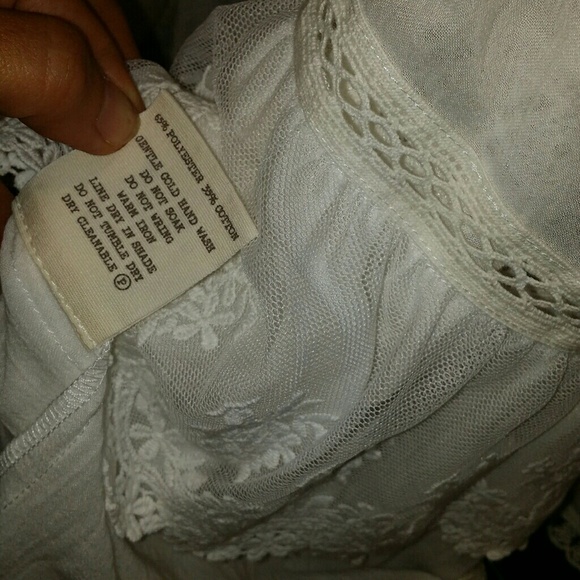 65% POLYESTER 35% COTTON
GENTLE COLD HAND WASH
DO NOT SOAK
DO NOT WRING
WARM IRON
LINE DRY IN SHADE
DO NOT TUMBLE DRY
DRY CLEANABLE Ⓟ